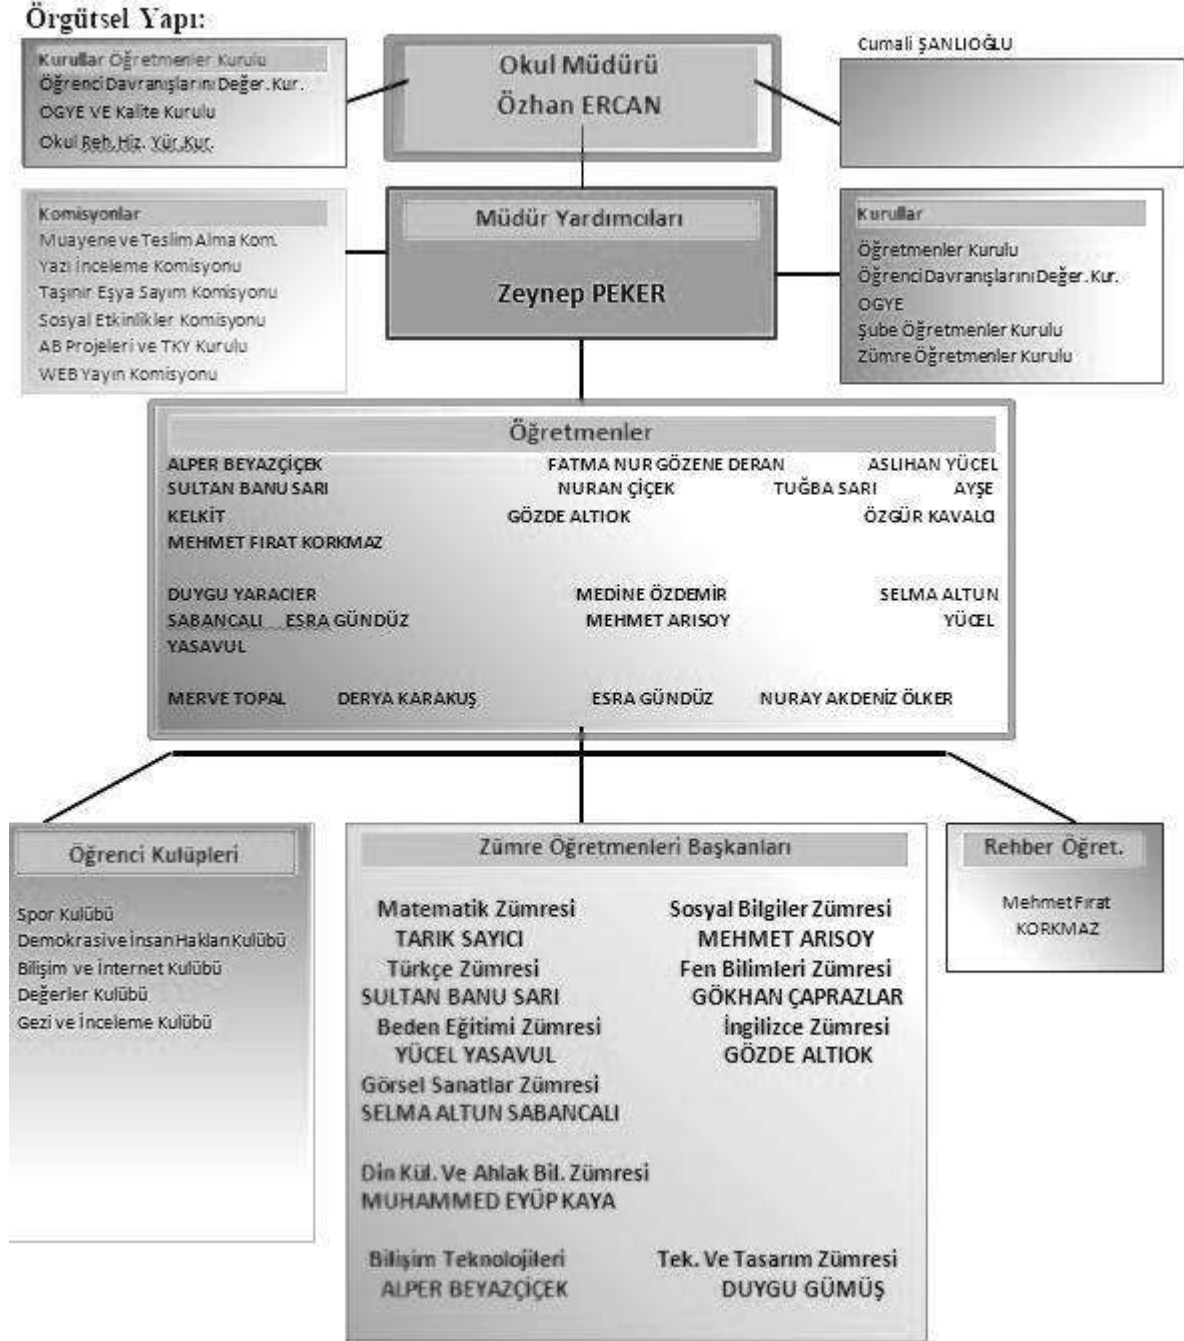 Örgütsel Yapı:
Kurullar Öğretmenler Kurulu
Öğrenci Davranışlarını Değer. Kur.
OGYE VE Kalite Kurulu
Okul Reh. Hiz. Yür. Kur.
Okul Müdürü
Özhan ERCAN
Cumali ŞANLIOĞLU
Komisyonlar
Muayene ve Teslim Alma Kom.
Yazı İnceleme Komisyonu
Taşınır Eşya Sayım Komisyonu
Sosyal Etkinlikler Komisyonu
AB Projeleri ve TKY Kurulu
WEB Yayın Komisyonu
Müdür Yardımcıları
Zeynep PEKER
Kurullar
Öğretmenler Kurulu
Öğrenci Davranışlarını Değer. Kur.
OGYE
Şube Öğretmenler Kurulu
Zümre Öğretmenler Kurulu
Öğretmenler
ALPER BEYAZÇİÇEK FATMA NUR GÖZENE DERAN ASLIHAN YÜCEL
SULTAN BANU SARI NURAN ÇİÇEK TUĞBA SARI AYŞE
KELKİT GÖZDE ALTIOK ÖZGÜR KAVALCI
MEHMET FIRAT KORKMAZ
DUYGU YARACIER MEDİNE ÖZDEMİR SELMA ALTUN
SABANCALI ESRA GÜNDÜZ MEHMET ARISOY YÜCEL
YASAVUL
MERVE TOPAL DERYA KARAKUŞ ESRA GÜNDÜZ NURAY AKDENİZ ÖLKER
Öğrenci Kulüpleri
Spor Kulübü
Demokrasi ve İnsan Hakları Kulübü
Bilişim ve İnternet Kulübü
Değerler Kulübü
Gezi ve İnceleme Kulübü
Zümre Öğretmenleri Başkanları
Matematik Zümresi Sosyal Bilgiler Zümresi
TARIK SAYICI MEHMET ARISOY
Türkçe Zümresi Fen Bilimleri Zümresi
SULTAN BANU SARI GÖKHAN ÇAPRAZLAR
Beden Eğitimi Zümresi İngilizce Zümresi
YÜCEL YASAVUL GÖZDE ALTIOK
Görsel Sanatlar Zümresi
SELMA ALTUN SABANCALI
Din Kül. Ve Ahlak Bil. Zümresi
MUHAMMED EYÜP KAYA
Bilişim Teknolojileri Tek. Ve Tasarım Zümresi
ALPER BEYAZÇİÇEK DUYGU GÜMÜŞ
Rehber Öğret.
Mehmet Fırat
KORKMAZ